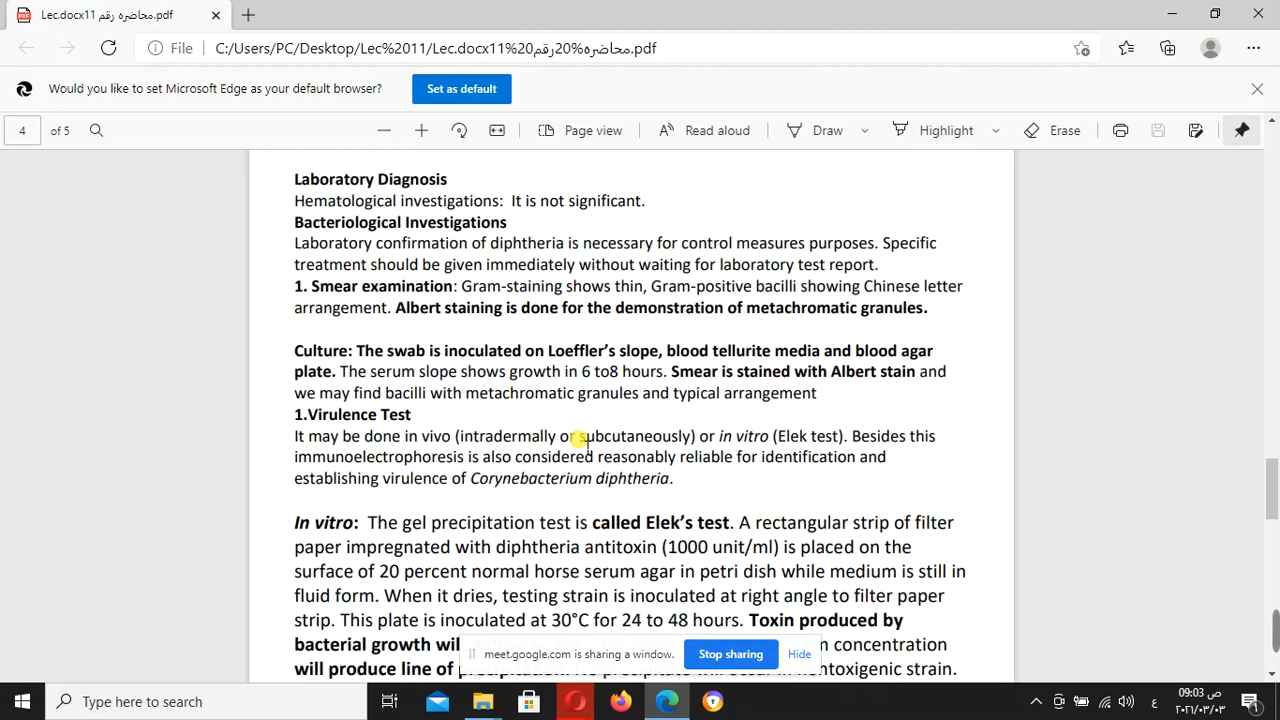 Lec.docx11 محاضره رقم.pdf
File
C:/Users/PC/Desktop/Lec%2011/Lec.docx11%20محاضره%20رقم.pdf
Would you like to set Microsoft Edge as your default browser?
Set as default
4
of 5
Page view
Read aloud
Draw
Highlight
Erase
Laboratory Diagnosis
Hematological investigations: It is not significant.
Bacteriological Investigations
Laboratory confirmation of diphtheria is necessary for control measures purposes. Specific
treatment should be given immediately without waiting for laboratory test report.
1. Smear examination: Gram-staining shows thin, Gram-positive bacilli showing Chinese letter
arrangement. Albert staining is done for the demonstration of metachromatic granules.
Culture: The swab is inoculated on Loeffler's slope, blood tellurite media and blood agar
plate. The serum slope shows growth in 6 to8 hours. Smear is stained with Albert stain and
we may find bacilli with metachromatic granules and typical arrangement
1.Virulence Test
It may be done in vivo (intradermally or subcutaneously) or in vitro (Elek test). Besides this
immunoelectrophoresis is also considered reasonably reliable for identification and
establishing virulence of Corynebacterium diphtheria.
In vitro: The gel precipitation test is called Elek's test. A rectangular strip of filter
paper impregnated with diphtheria antitoxin (1000 unit/ml) is placed on the
surface of 20 percent normal horse serum agar in petri dish while medium is still in
fluid form. When it dries, testing strain is inoculated at right angle to filter paper
strip. This plate is inoculated at 30°C for 24 to 48 hours. Toxin produced by
bacterial growth wil concentration
will produce line of nontoxigenic strain.
meet.google.com is sharing a window.
Stop sharing
Hide
Type here to search
09:03 ص
٢٠٢١/٠٣/٠٣
1